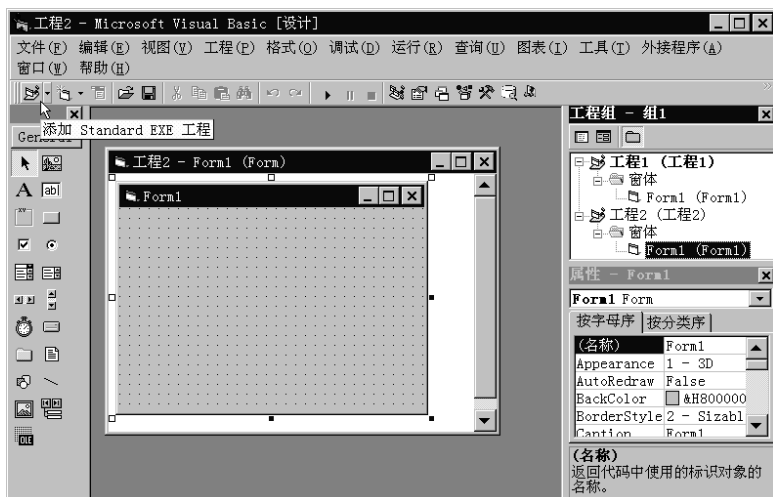 工程2 - Microsoft Visual Basic [设计]
文件(F) 编辑(E) 视图(V) 工程(P) 格式(O) 调试(D) 运行(R) 查询(U) 图表(I) 工具(T) 外接程序(A)
窗口(W) 帮助(H)
添加 Standard EXE 工程
General
A abl
OLE
工程2 - Form1 (Form)
Form1
工程组 - 组1
工程1 (工程1)
窗体
Form1 (Form1)
工程2 (工程2)
窗体
Form1 (Form1)
属性 - Form1
Form1 Form
按字母序 按分类序
(名称) Form1
Appearance 1 - 3D
AutoRedraw False
BackColor &H800000
BorderStyle 2 - Sizabl
Caption Form1
(名称)
返回代码中使用的标识对象的
名称。